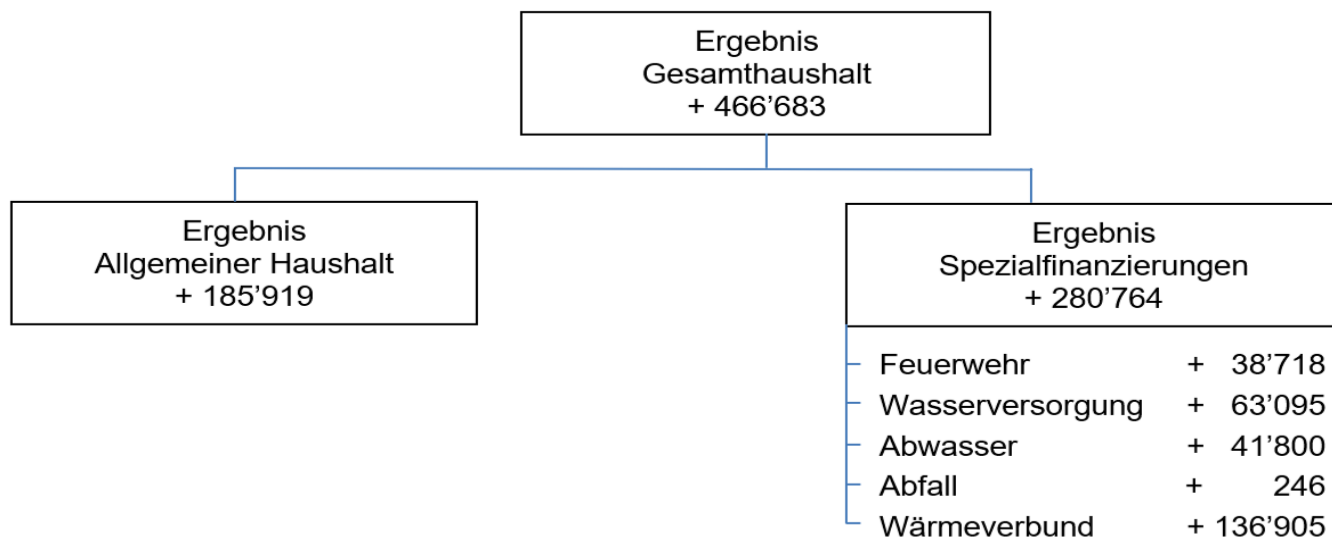 Ergebnis
Gesamthaushalt
+ 466’683
Ergebnis
Allgemeiner Haushalt
+ 185’919
Ergebnis
Spezialfinanzierungen
+ 280’764
Feuerwehr + 38’718
Wasserversorgung + 63’095
Abwasser + 41’800
Abfall + 246
Wärmeverbund + 136’905